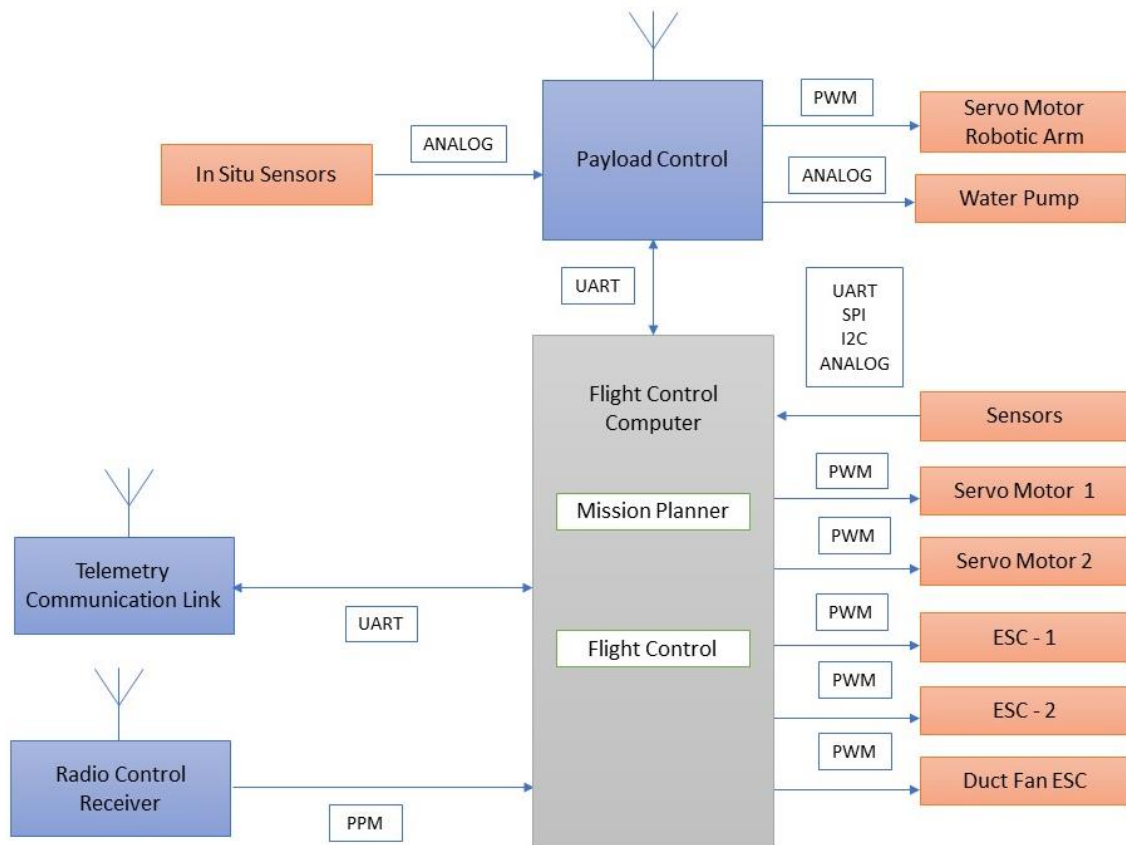 PWM
Servo Motor
Robotic Arm
Payload Control
ANALOG
In Situ Sensors
ANALOG
Water Pump
UART
UART
SPI
I2C
ANALOG
Flight Control
Computer
Sensors
PWM
Servo Motor 1
Mission Planner
PWM
Servo Motor 2
Telemetry
Communication Link
UART
PWM
ESC - 1
Flight Control
PWM
ESC - 2
PWM
Duct Fan ESC
Radio Control
Receiver
PPM